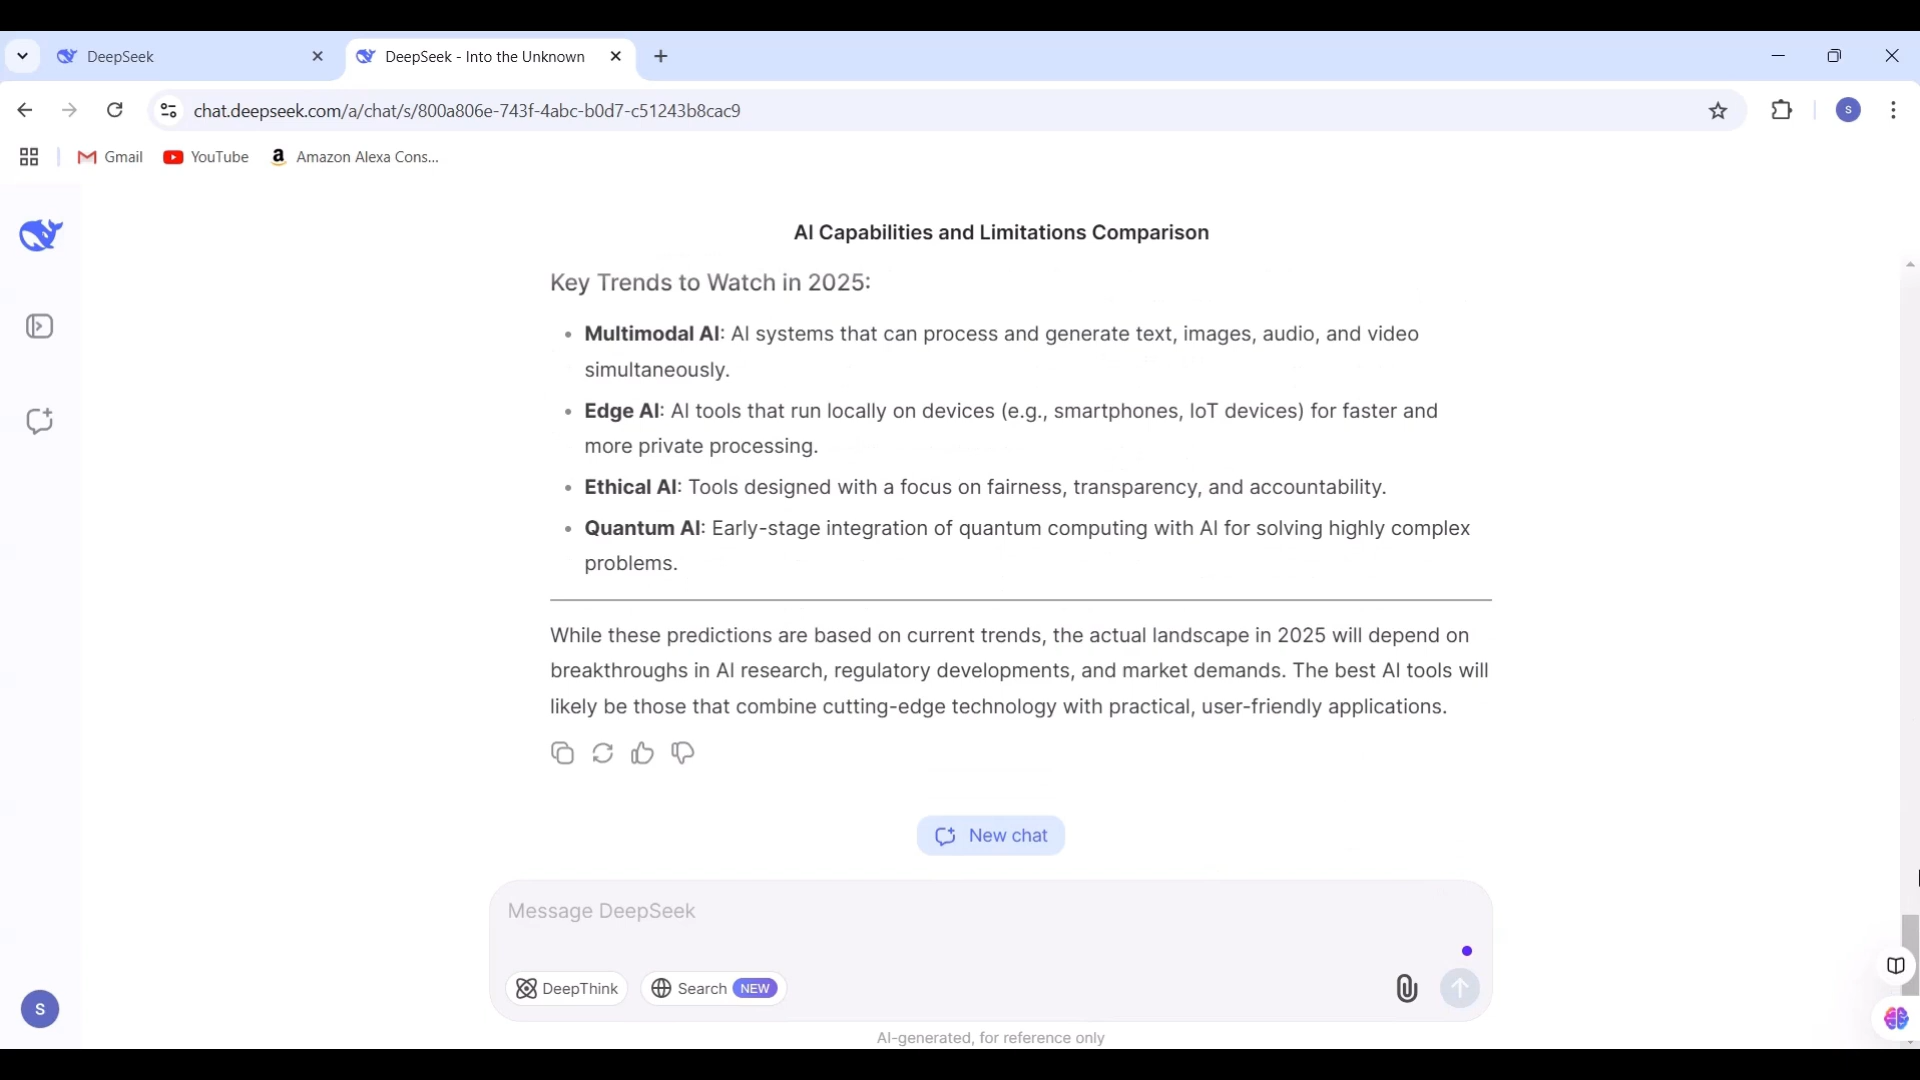 DeepSeek
DeepSeek - Into the Unknown
chat.deepseek.com/a/chat/s/800a806e-743f-4abc-b0d7-c51243b8cac9
S
Gmail
YouTube
a
Amazon Alexa Cons...
AI Capabilities and Limitations Comparison
Key Trends to Watch in 2025:
• Multimodal AI: AI systems that can process and generate text, images, audio, and video
simultaneously.
• Edge AI: AI tools that run locally on devices (e.g., smartphones, IoT devices) for faster and
more private processing.
• Ethical AI: Tools designed with a focus on fairness, transparency, and accountability.
• Quantum AI: Early-stage integration of quantum computing with AI for solving highly complex
problems.
While these predictions are based on current trends, the actual landscape in 2025 will depend on
breakthroughs in AI research, regulatory developments, and market demands. The best AI tools will
likely be those that combine cutting-edge technology with practical, user-friendly applications.
New chat
Message DeepSeek
DeepThink
Search NEW
S
AI-generated, for reference only